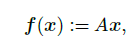 f(x) := Ax,